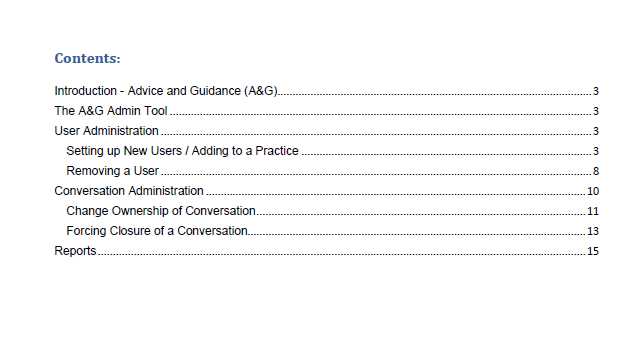 Contents:
Introduction - Advice and Guidance (A&G)................................................................................................ 3
The A&G Admin Tool ................................................................................................................................ 3
User Administration ................................................................................................................................... 3
Setting up New Users / Adding to a Practice ........................................................................................ 3
Removing a User .................................................................................................................................... 8
Conversation Administration .................................................................................................................... 10
Change Ownership of Conversation..................................................................................................... 11
Forcing Closure of a Conversation........................................................................................................ 13
Reports ...................................................................................................................................................... 15